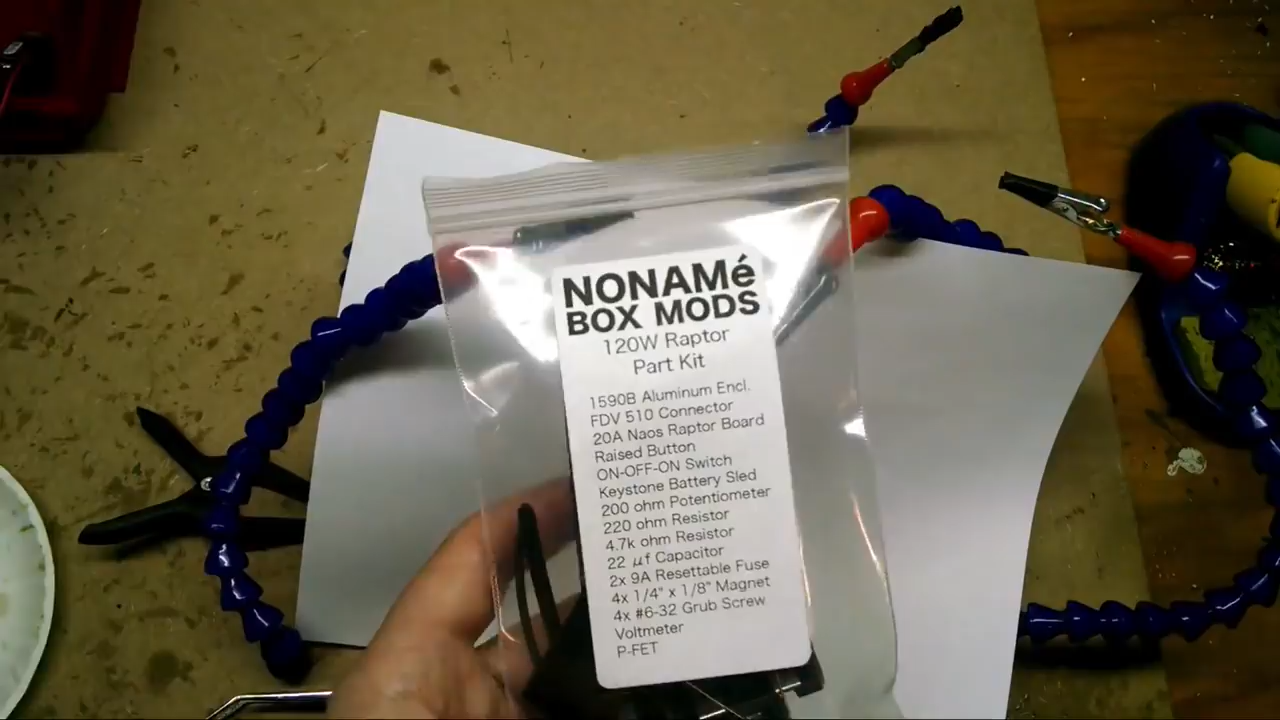 NONAMé
BOX MODS
120W Raptor
Part Kit
1590B Aluminum Encl.
FDV 510 Connector
20A Naos Raptor Board
Raised Button
ON-OFF-ON Switch
Keystone Battery Sled
200 ohm Potentiometer
220 ohm Resistor
4.7k ohm Resistor
22 μf Capacitor
2x 9A Resettable Fuse
4x 1/4" x 1/8" Magnet
4x #6-32 Grub Screw
Voltmeter
P-FET